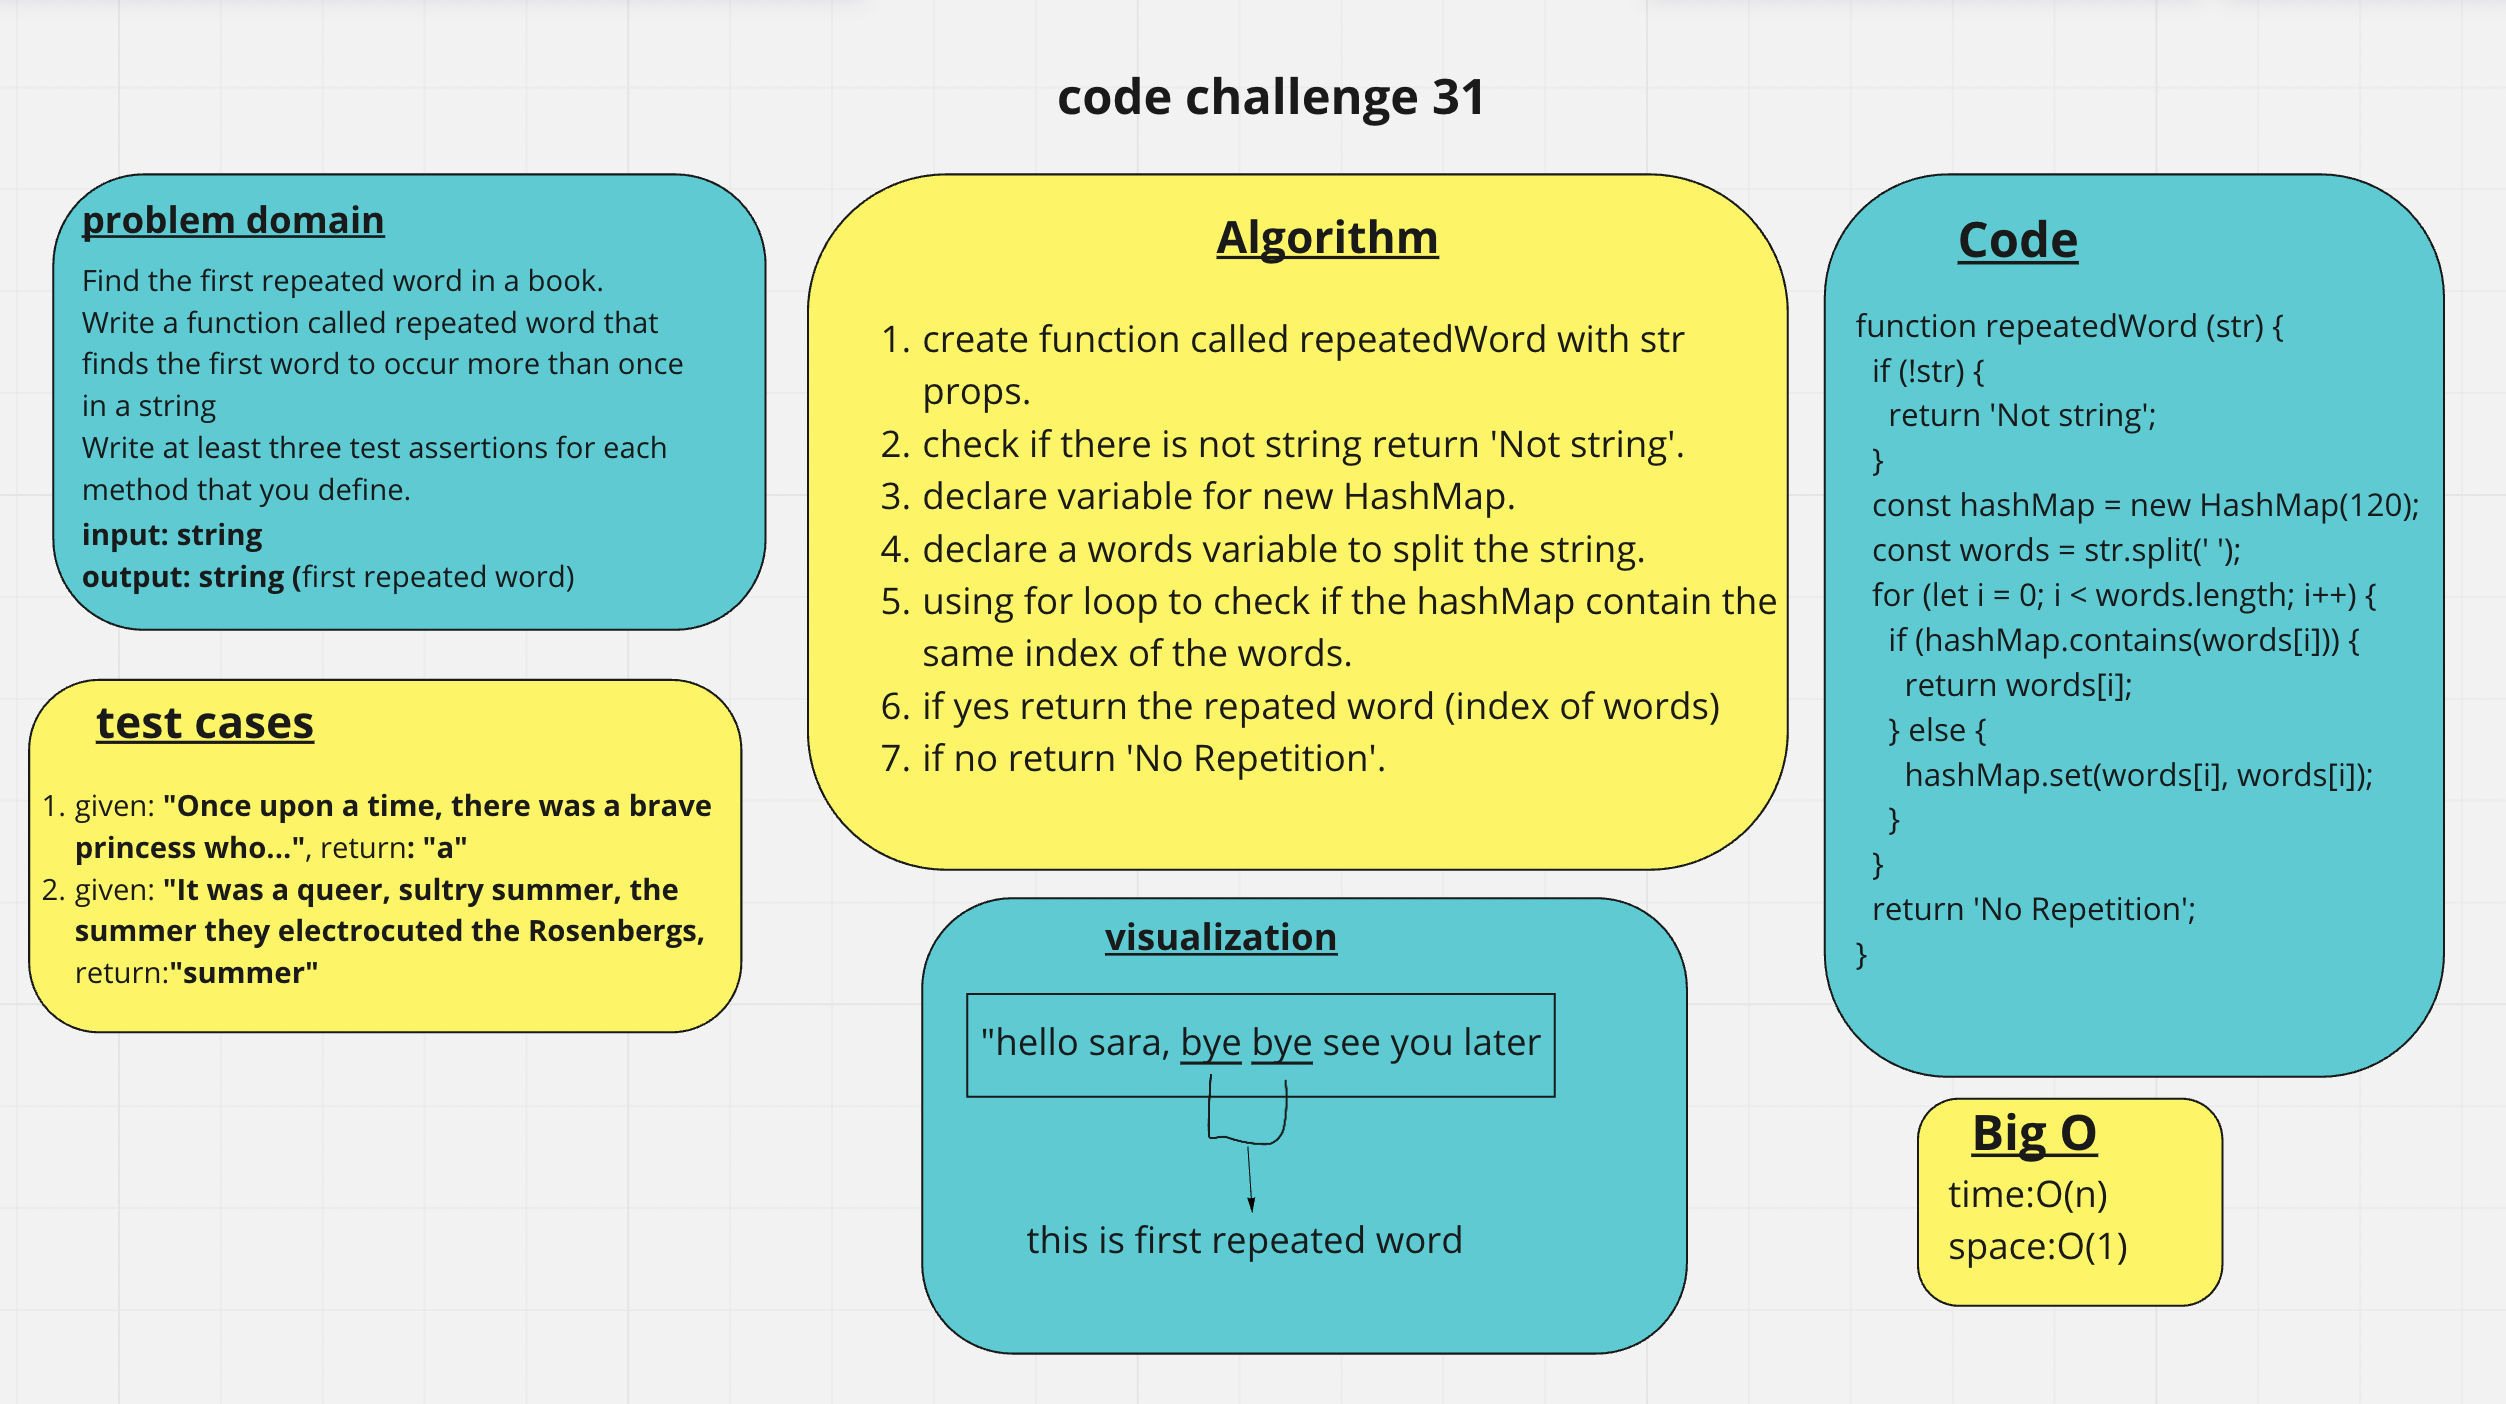 code challenge 31
problem domain
Find the first repeated word in a book.
Write a function called repeated word that
finds the first word to occur more than once
in a string
Write at least three test assertions for each
method that you define.
input: string
output: string (first repeated word)
test cases
1. given: "Once upon a time, there was a brave
princess who...", return: "a"
2. given: "It was a queer, sultry summer, the
summer they electrocuted the Rosenbergs,
return:"summer"
Algorithm
1. create function called repeatedWord with str
props.
2. check if there is not string return 'Not string'.
3. declare variable for new HashMap.
4. declare a words variable to split the string.
5. using for loop to check if the hashMap contain the
same index of the words.
6. if yes return the repated word (index of words)
7. if no return 'No Repetition'.
visualization
"hello sara, bye bye see you later
this is first repeated word
Code
function repeatedWord (str) {
if (!str) {
return 'Not string';
}
const hashMap = new HashMap(120);
const words = str.split(' ');
for (let i = 0; i < words.length; i++) {
if (hashMap.contains(words[i])) {
return words[i];
} else {
hashMap.set(words[i], words[i]);
}
}
return 'No Repetition';
}
Big O
time:O(n)
space:O(1)